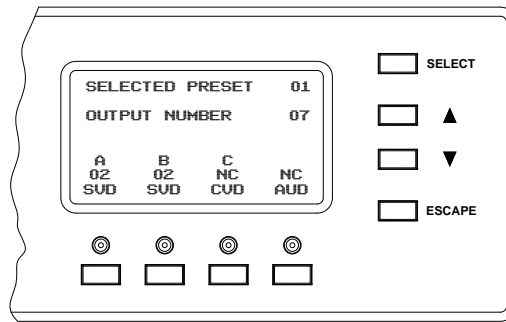 SELECTED PRESET 01
OUTPUT NUMBER 07
A B C
02 02 NC NC
SVD SVD CVD AUD
SELECT
▲
▼
ESCAPE